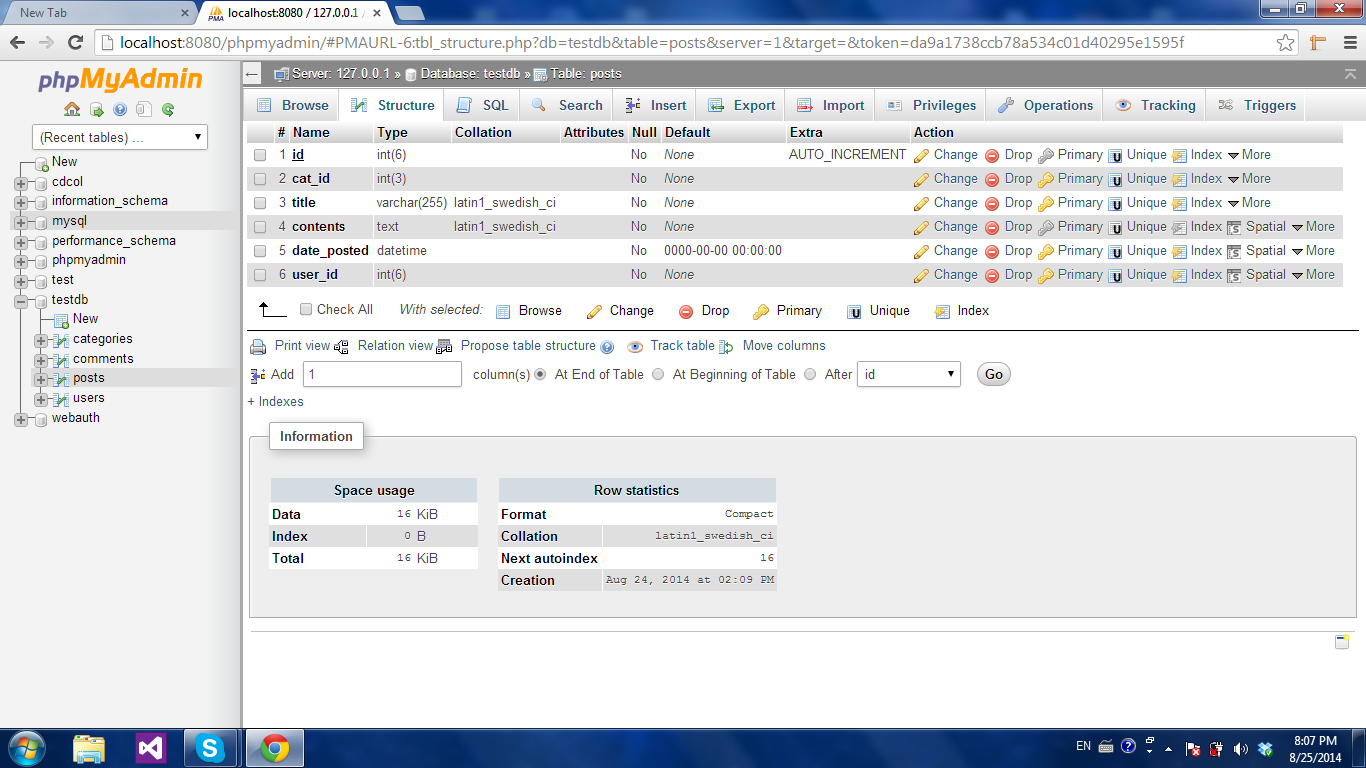 New Tab
localhost:8080 / 127.0.0.1
localhost:8080/phpmyadmin/#PMAURL-6:tbl_structure.php?db=testdb&table=posts&server=1&target=&token=da9a1738ccb78a534c01d40295e1595f
phpMyAdmin
(Recent tables) ...
New
cdcol
information_schema
mysql
performance_schema
phpmyadmin
test
testdb
New
categories
comments
posts
users
webauth
Server: 127.0.0.1 » Database: testdb » Table: posts
Browse Structure SQL Search Insert Export Import Privileges Operations Tracking Triggers
# Name Type Collation Attributes Null Default Extra Action
1 id int(6) No None AUTO_INCREMENT Change Drop Primary Unique Index More
2 cat_id int(3) No None Change Drop Primary Unique Index More
3 title varchar(255) latin1_swedish_ci No None Change Drop Primary Unique Index More
4 contents text latin1_swedish_ci No None Change Drop Primary Unique Index Spatial More
5 date_posted datetime No 0000-00-00 00:00:00 Change Drop Primary Unique Index Spatial More
6 user_id int(6) No None Change Drop Primary Unique Index Spatial More
Check All With selected: Browse Change Drop Primary Unique Index
Print view Relation view Propose table structure Track table Move columns
Add 1 column(s) At End of Table At Beginning of Table After id Go
+ Indexes
Information
Space usage
Data 16 KiB
Index 0 B
Total 16 KiB
Row statistics
Format Compact
Collation latin1_swedish_ci
Next autoindex 16
Creation Aug 24, 2014 at 02:09 PM
EN
8:07 PM
8/25/2014